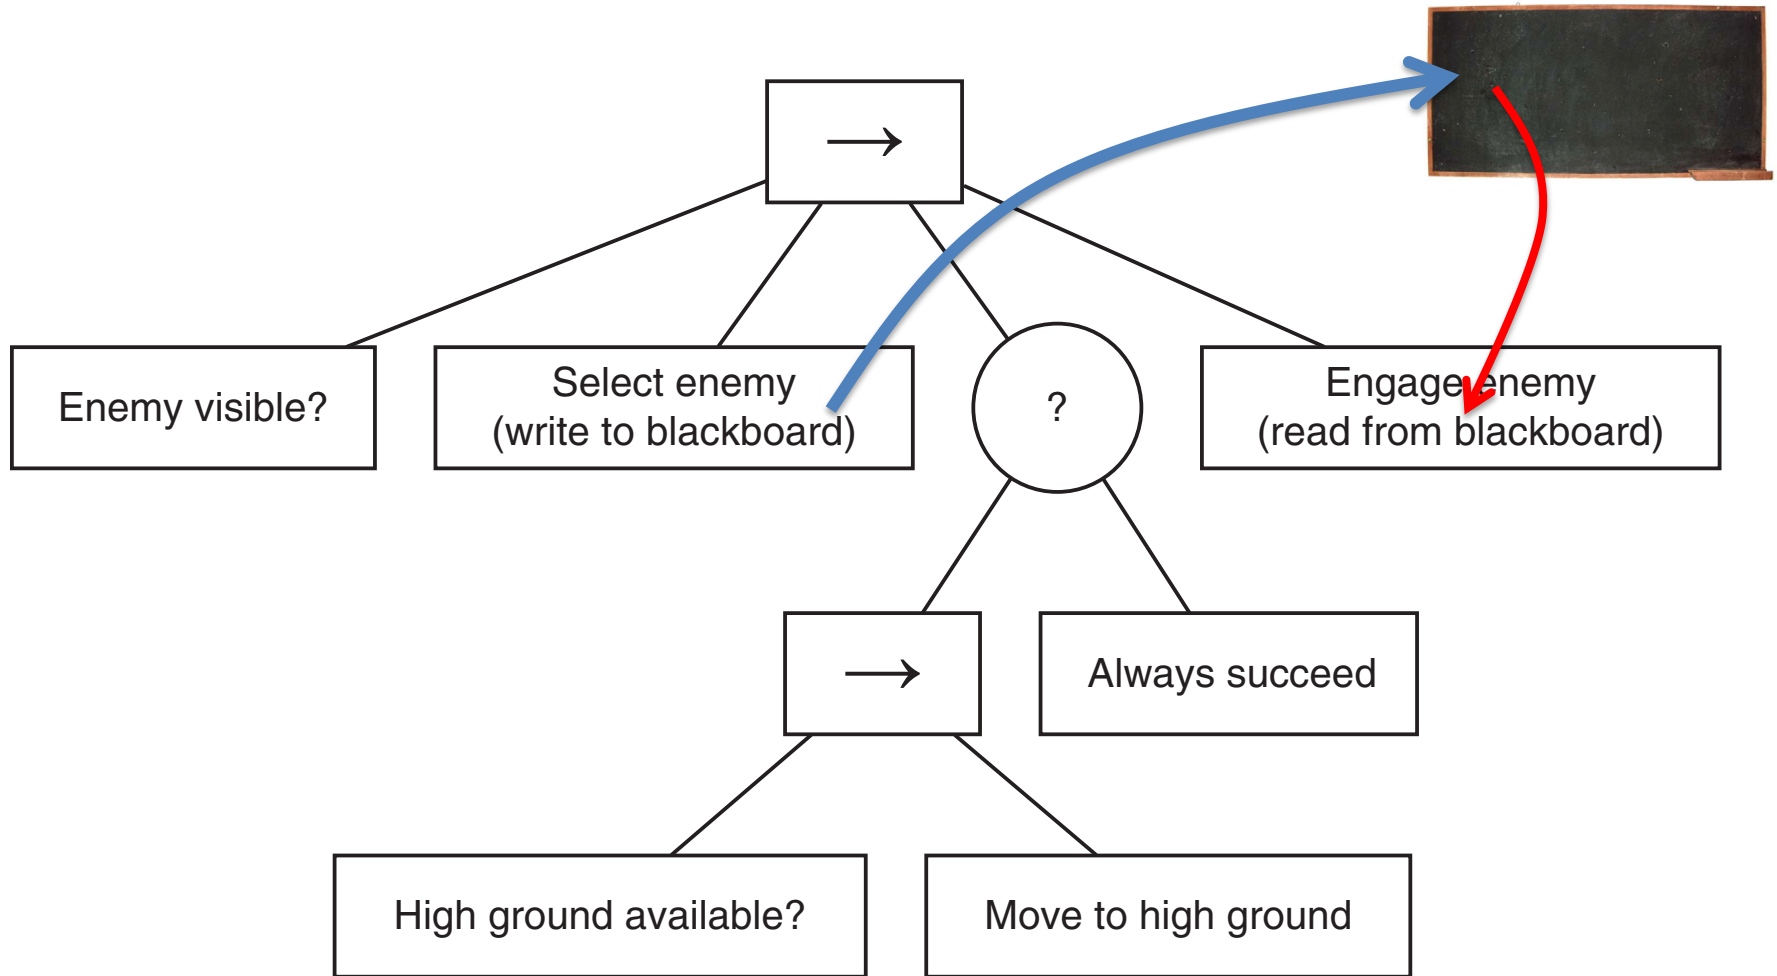 →
Enemy visible?
Select enemy
(write to blackboard)
?
Engage enemy
(read from blackboard)
→
Always succeed
High ground available?
Move to high ground